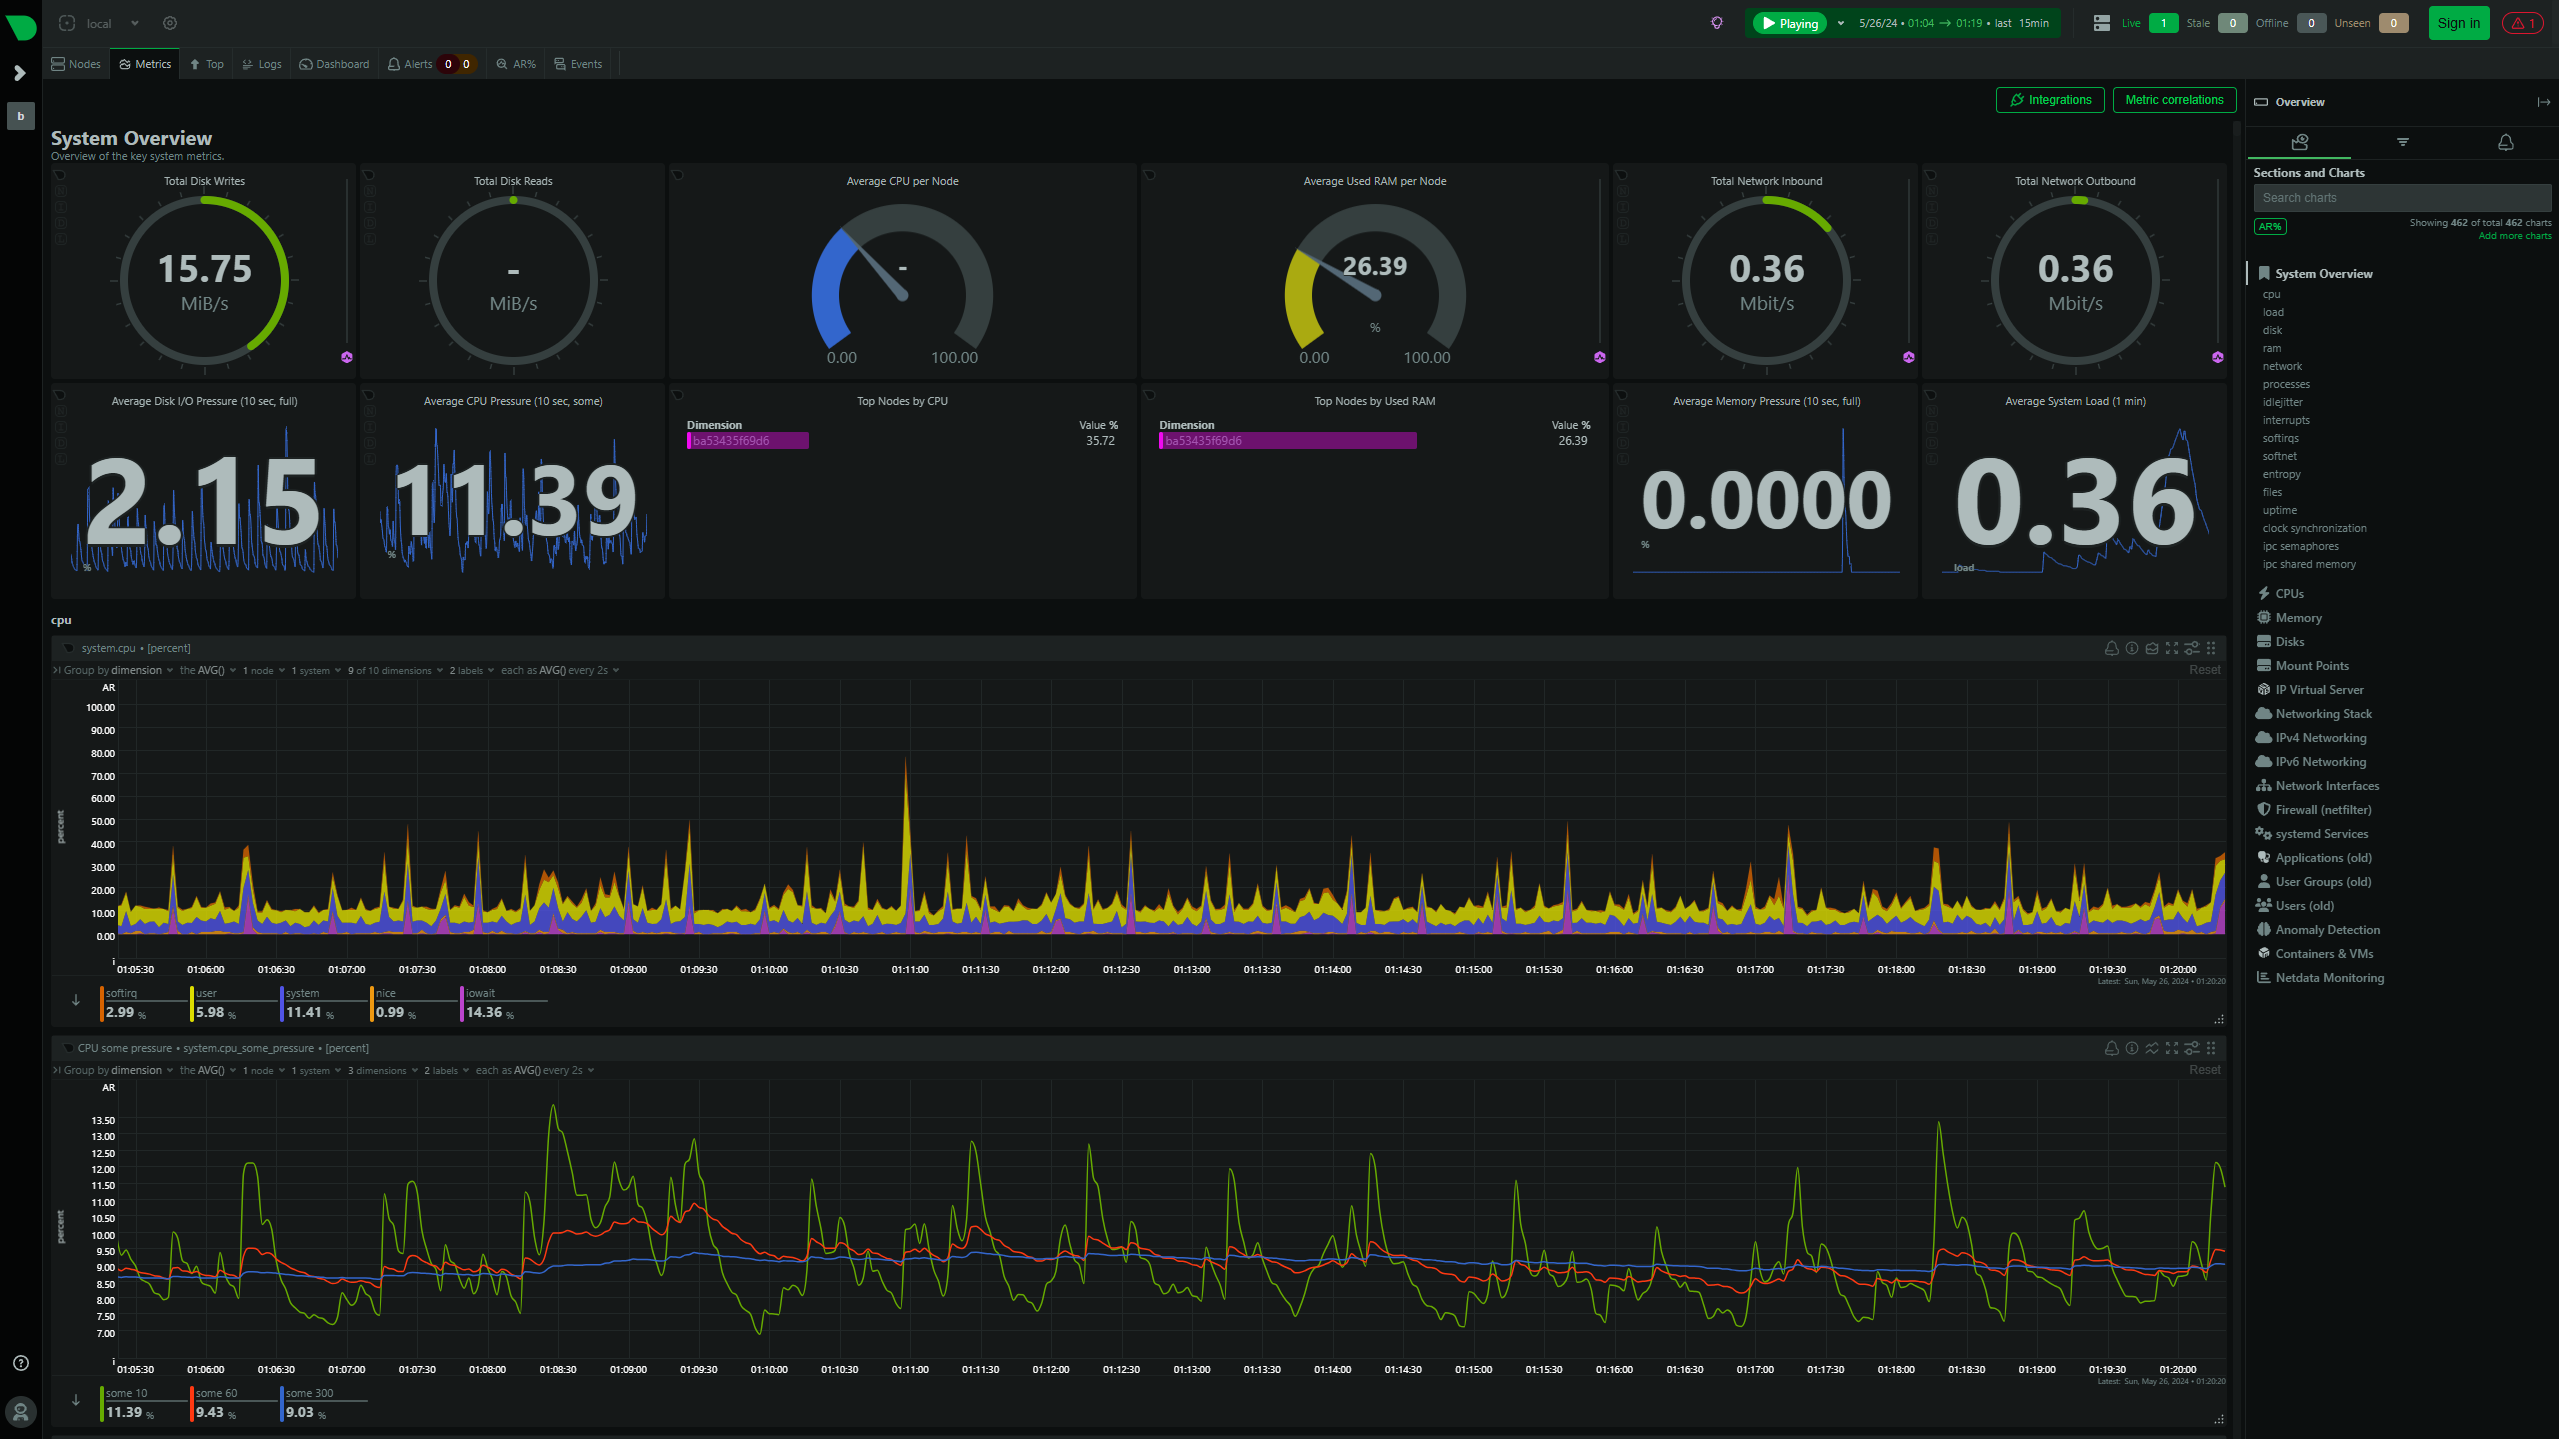 local
Playing
5/26/24 • 01:04 → 01:19 • last 15min
Live 1 Stale 0 Offline 0 Unseen 0
Sign in
1
Nodes Metrics Top Logs Dashboard Alerts 0 0 AR% Events
b
Integrations Metric correlations
System Overview
Overview of the key system metrics.
Total Disk Writes
15.75
MiB/s
Total Disk Reads
-
MiB/s
Average CPU per Node
-
0.00 100.00
Average Used RAM per Node
26.39
%
0.00 100.00
Total Network Inbound
0.36
Mbit/s
Total Network Outbound
0.36
Mbit/s
Average Disk I/O Pressure (10 sec, full)
2.15
%
Average CPU Pressure (10 sec, some)
11.39
%
Top Nodes by CPU
Dimension Value %
ba53435f69d6 35.72
Top Nodes by Used RAM
Dimension Value %
ba53435f69d6 26.39
Average Memory Pressure (10 sec, full)
0.0000
%
Average System Load (1 min)
0.36
load
cpu
system.cpu • [percent]
Group by dimension the AVG() 1 node 1 system 9 of 10 dimensions 2 labels each as AVG() every 2s
Reset
AR
100.00
90.00
80.00
70.00
60.00
50.00
40.00
30.00
20.00
10.00
0.00
percent
i
01:05:30 01:06:00 01:06:30 01:07:00 01:07:30 01:08:00 01:08:30 01:09:00 01:09:30 01:10:00 01:10:30 01:11:00 01:11:30 01:12:00 01:12:30 01:13:00 01:13:30 01:14:00 01:14:30 01:15:00 01:15:30 01:16:00 01:16:30 01:17:00 01:17:30 01:18:00 01:18:30 01:19:00 01:19:30 01:20:00
Latest: Sun, May 26, 2024 • 01:20:20
softirq user system nice iowait
2.99 % 5.98 % 11.41 % 0.99 % 14.36 %
CPU some pressure • system.cpu_some_pressure • [percent]
Group by dimension the AVG() 1 node 1 system 3 dimensions 2 labels each as AVG() every 2s
Reset
AR
13.50
13.00
12.50
12.00
11.50
11.00
10.50
10.00
9.50
9.00
8.50
8.00
7.50
7.00
percent
i
01:05:30 01:06:00 01:06:30 01:07:00 01:07:30 01:08:00 01:08:30 01:09:00 01:09:30 01:10:00 01:10:30 01:11:00 01:11:30 01:12:00 01:12:30 01:13:00 01:13:30 01:14:00 01:14:30 01:15:00 01:15:30 01:16:00 01:16:30 01:17:00 01:17:30 01:18:00 01:18:30 01:19:00 01:19:30 01:20:00
Latest: Sun, May 26, 2024 • 01:20:20
some 10 some 60 some 300
11.39 % 9.43 % 9.03 %
Overview
Sections and Charts
Search charts
AR%
Showing 462 of total 462 charts
Add more charts
System Overview
cpu
load
disk
ram
network
processes
idlejitter
interrupts
softirqs
softnet
entropy
files
uptime
clock synchronization
ipc semaphores
ipc shared memory
CPUs
Memory
Disks
Mount Points
IP Virtual Server
Networking Stack
IPv4 Networking
IPv6 Networking
Network Interfaces
Firewall (netfilter)
systemd Services
Applications (old)
User Groups (old)
Users (old)
Anomaly Detection
Containers & VMs
Netdata Monitoring